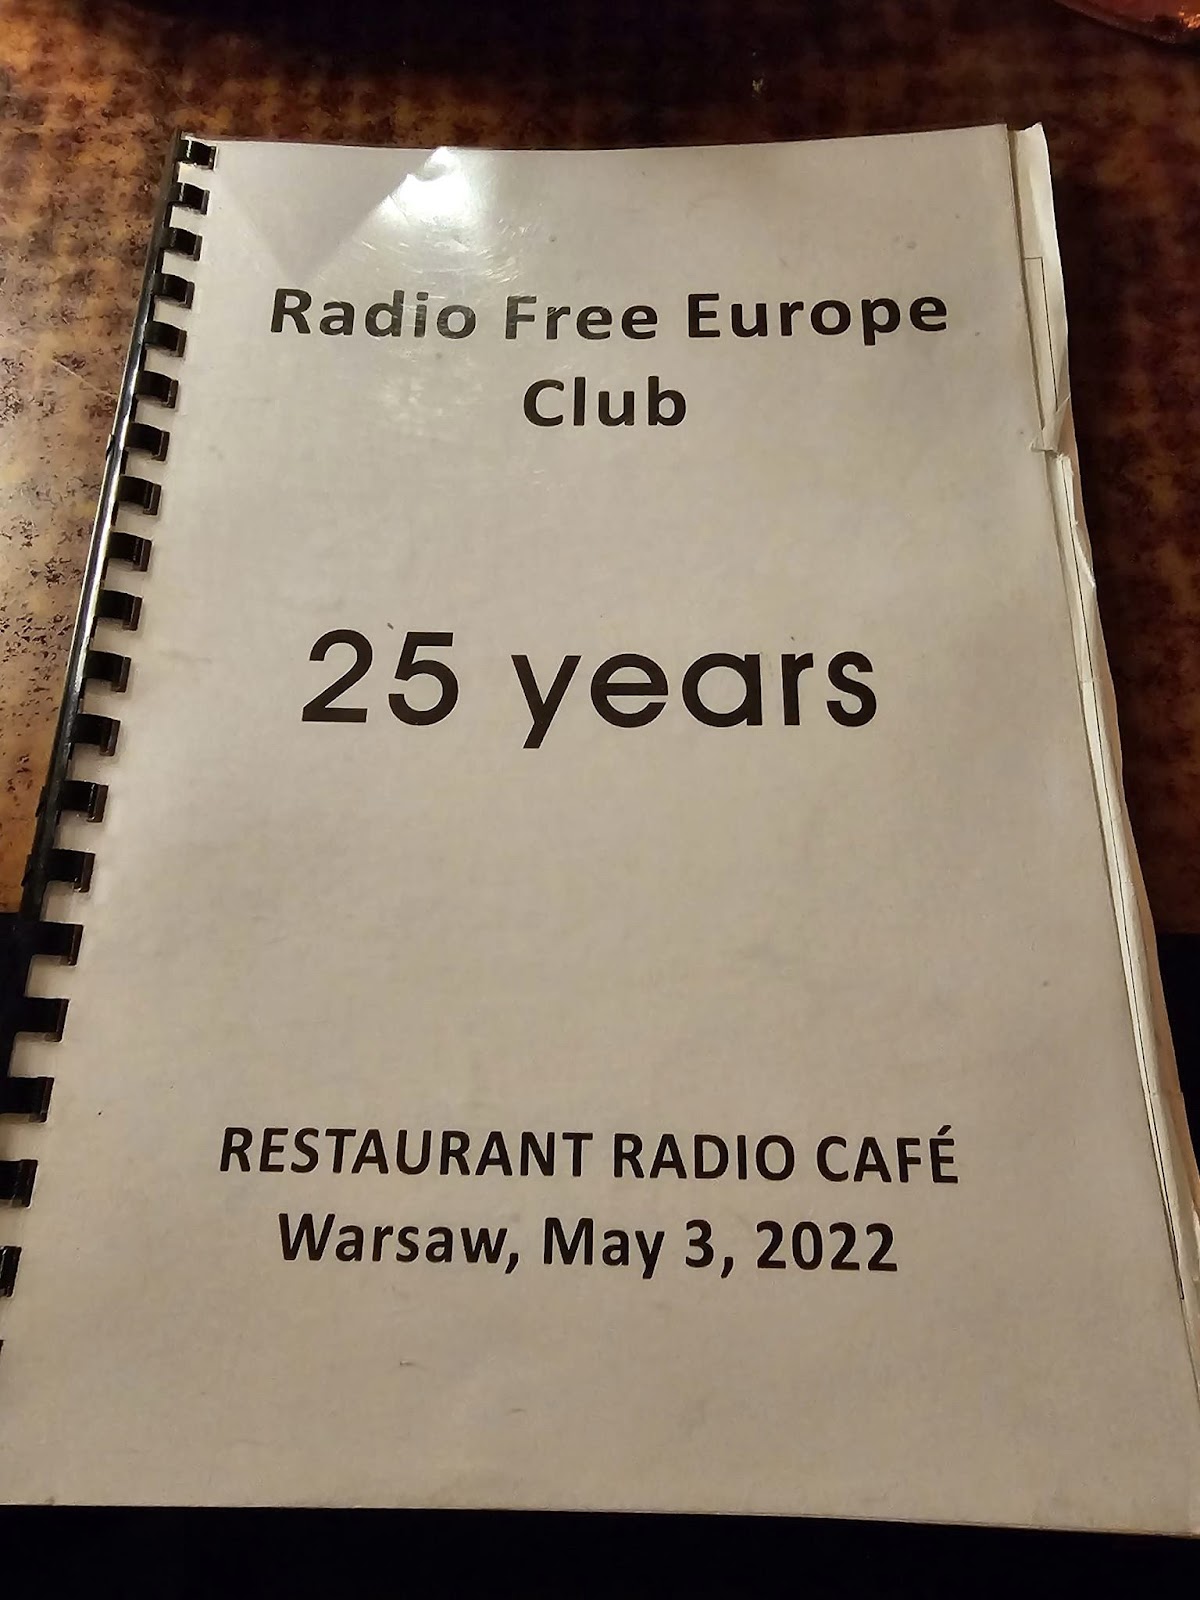 Radio Free Europe
Club
25 years
RESTAURANT RADIO CAFÉ
Warsaw, May 3, 2022